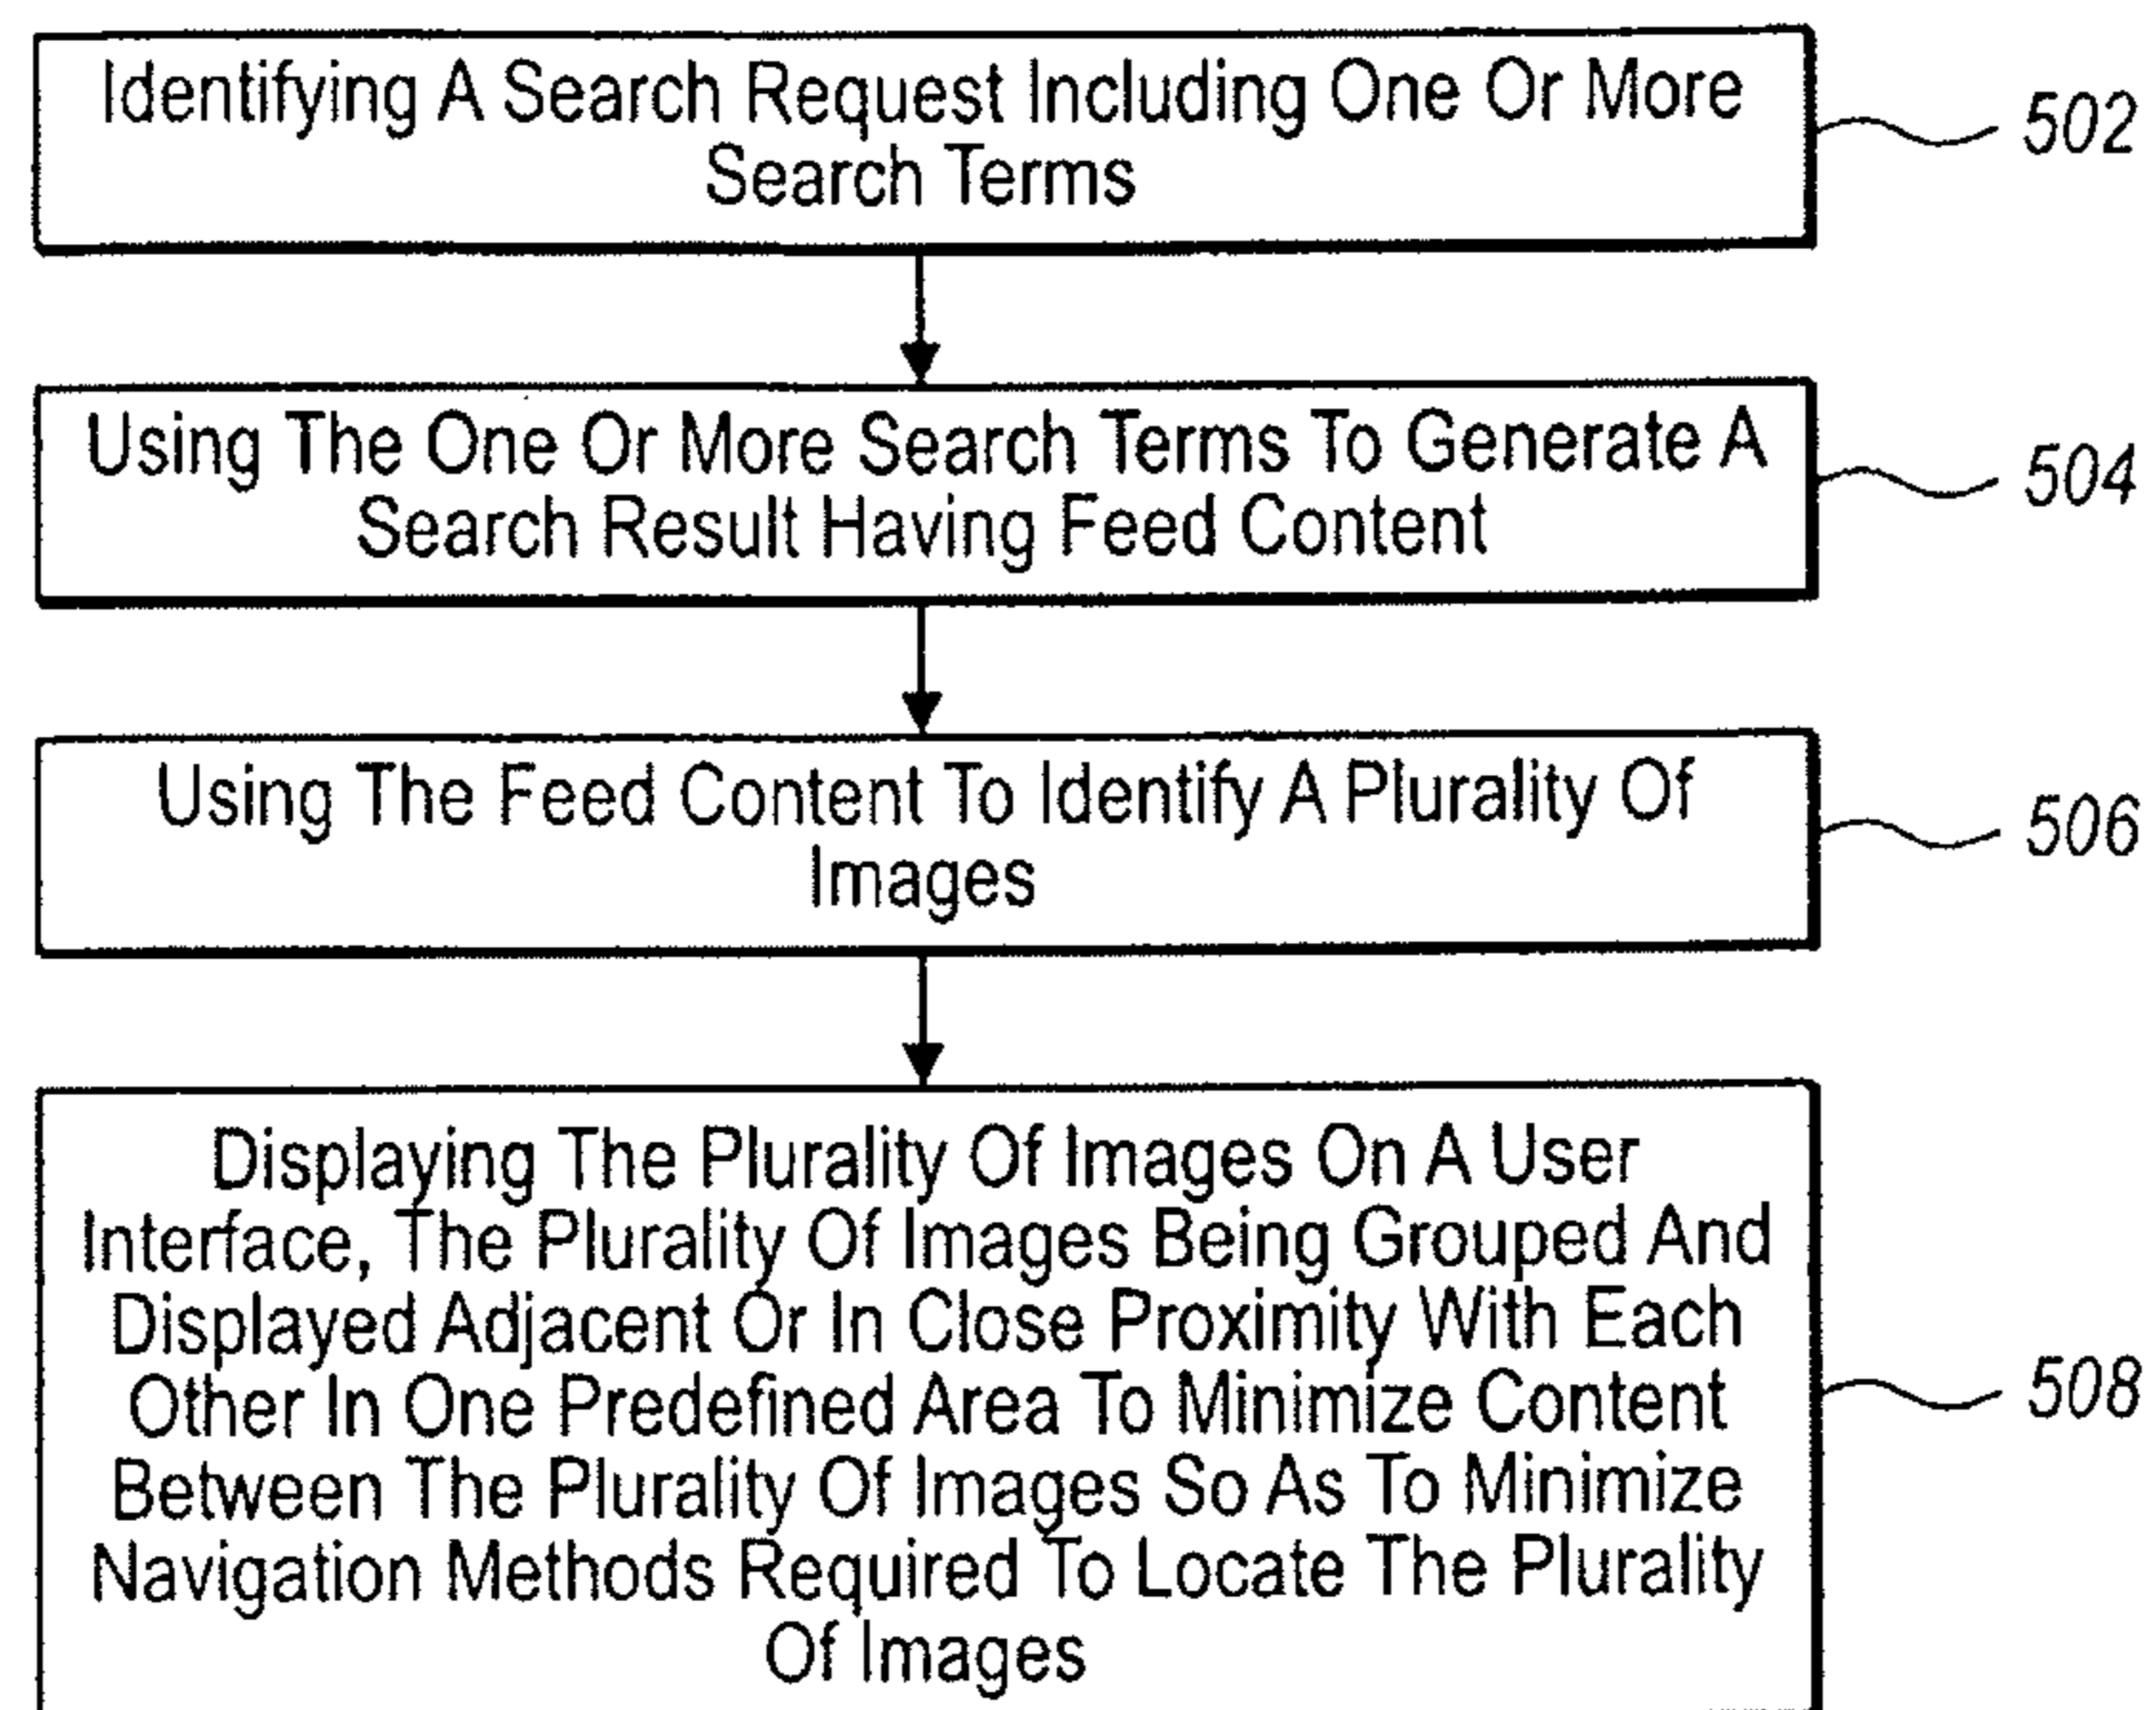 Identifying A Search Request Including One Or More
Search Terms
502
Using The One Or More Search Terms To Generate A
Search Result Having Feed Content
504
Using The Feed Content To Identify A Plurality Of
Images
506
Displaying The Plurality Of Images On A User
Interface, The Plurality Of Images Being Grouped And
Displayed Adjacent Or In Close Proximity With Each
Other In One Predefined Area To Minimize Content
Between The Plurality Of Images So As To Minimize
Navigation Methods Required To Locate The Plurality
Of Images
508